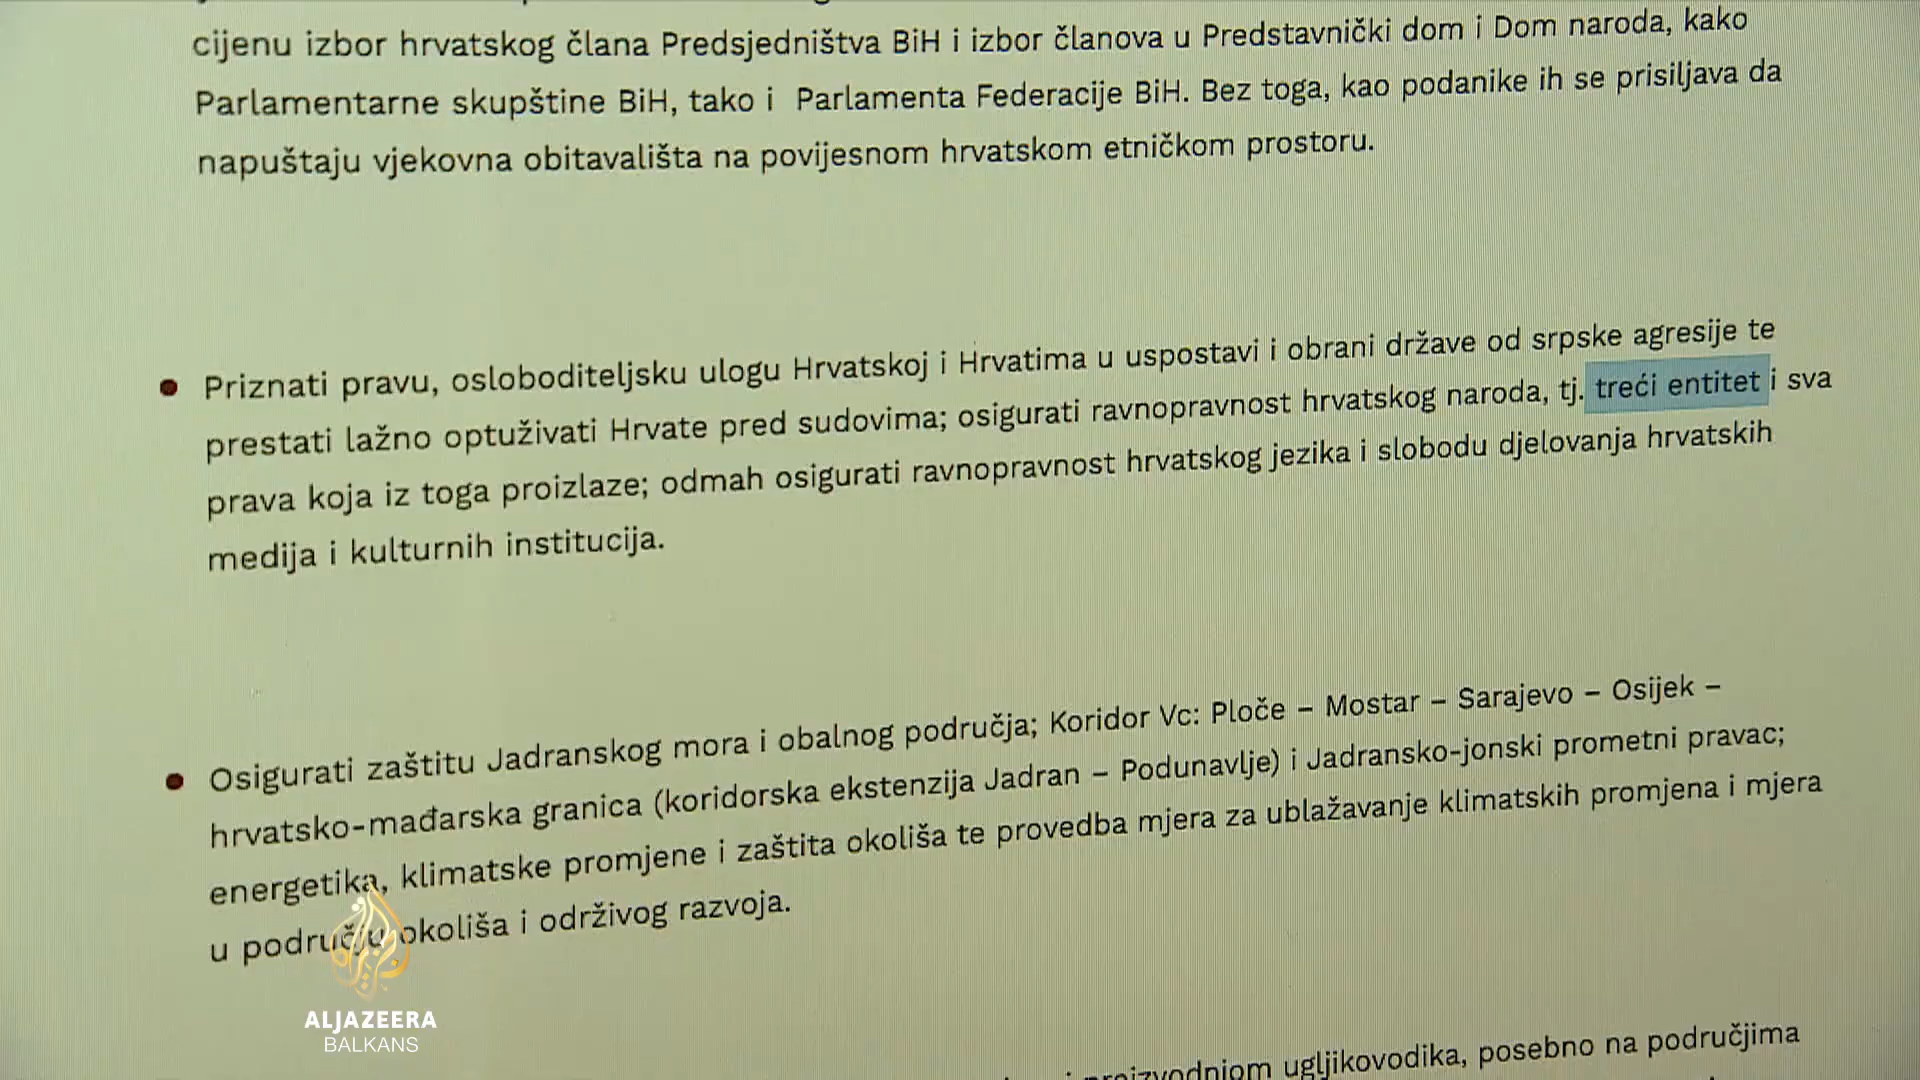 cijenu izbor hrvatskog člana Predsjedništva BiH i izbor članova u Predstavnički dom i Dom naroda, kako
Parlamentarne skupštine BiH, tako i Parlamenta Federacije BiH. Bez toga, kao podanike ih se prisiljava da
napuštaju vjekovna obitavališta na povijesnom hrvatskom etničkom prostoru.
• Priznati pravu, osloboditeljsku ulogu Hrvatskoj i Hrvatima u uspostavi i obrani države od srpske agresije te
prestati lažno optuživati Hrvate pred sudovima; osigurati ravnopravnost hrvatskog naroda, tj. treći entitet i sva
prava koja iz toga proizlaze; odmah osigurati ravnopravnost hrvatskog jezika i slobodu djelovanja hrvatskih
medija i kulturnih institucija.
• Osigurati zaštitu Jadranskog mora i obalnog područja; Koridor Vc: Ploče – Mostar – Sarajevo – Osijek –
hrvatsko-mađarska granica (koridorska ekstenzija Jadran – Podunavlje) i Jadransko-jonski prometni pravac;
energetika, klimatske promjene i zaštita okoliša te provedba mjera za ublažavanje klimatskih promjena i mjera
u području okoliša i održivog razvoja.
ALJAZEERA
BALKANS
i proizvodnjom ugljikovodika, posebno na područjima